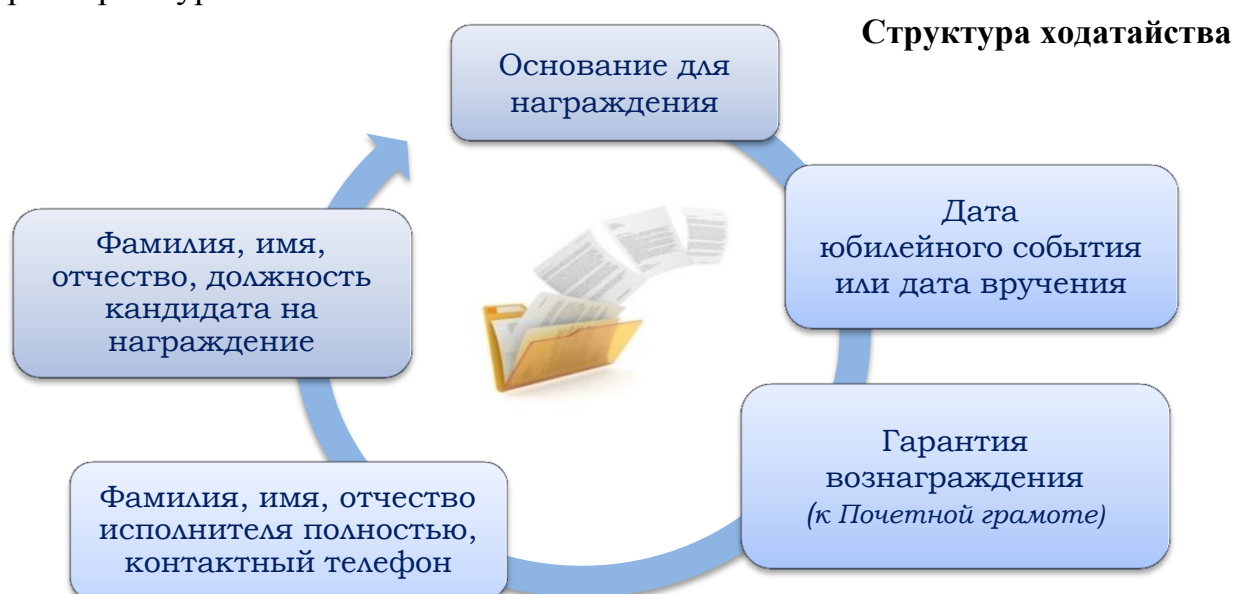 Структура ходатайства
Основание для
награждения
Дата
юбилейного события
или дата вручения
Гарантия
вознаграждения
(к Почетной грамоте)
Фамилия, имя, отчество
исполнителя полностью,
контактный телефон
Фамилия, имя,
отчество, должность
кандидата на
награждение